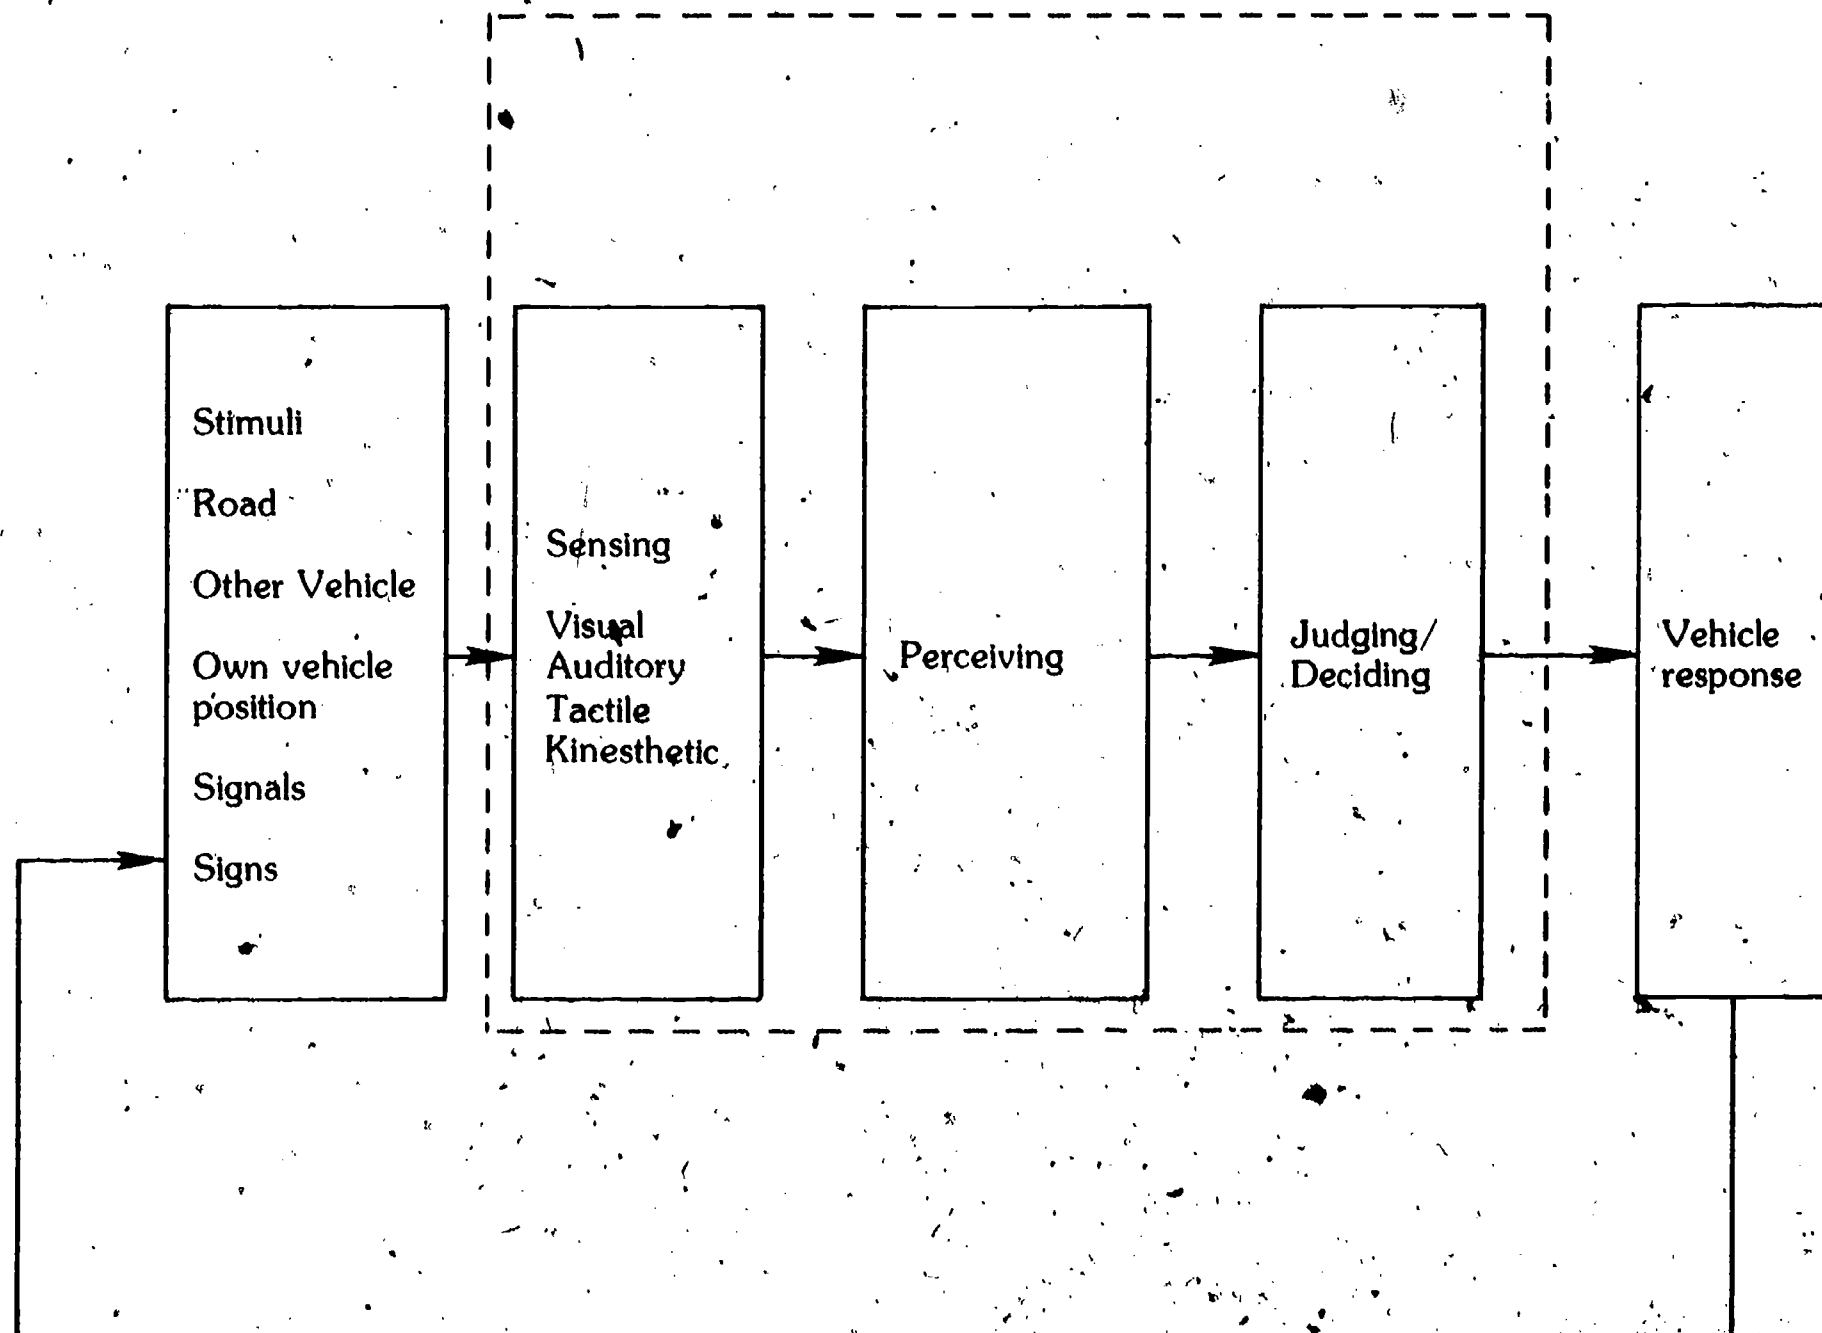 Stimuli
Road
Other Vehicle
Own vehicle
position
Signals
Signs
Sensing
Visual
Auditory
Tactile
Kinesthetic
Perceiving
Judging/
Deciding
Vehicle
response